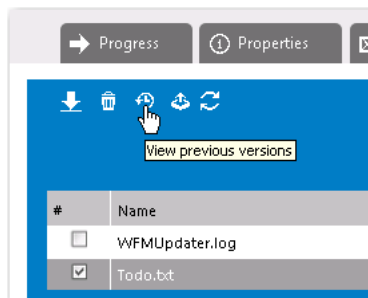 Progress
Properties
View previous versions
# Name
WFMUpdater.log
Todo.txt